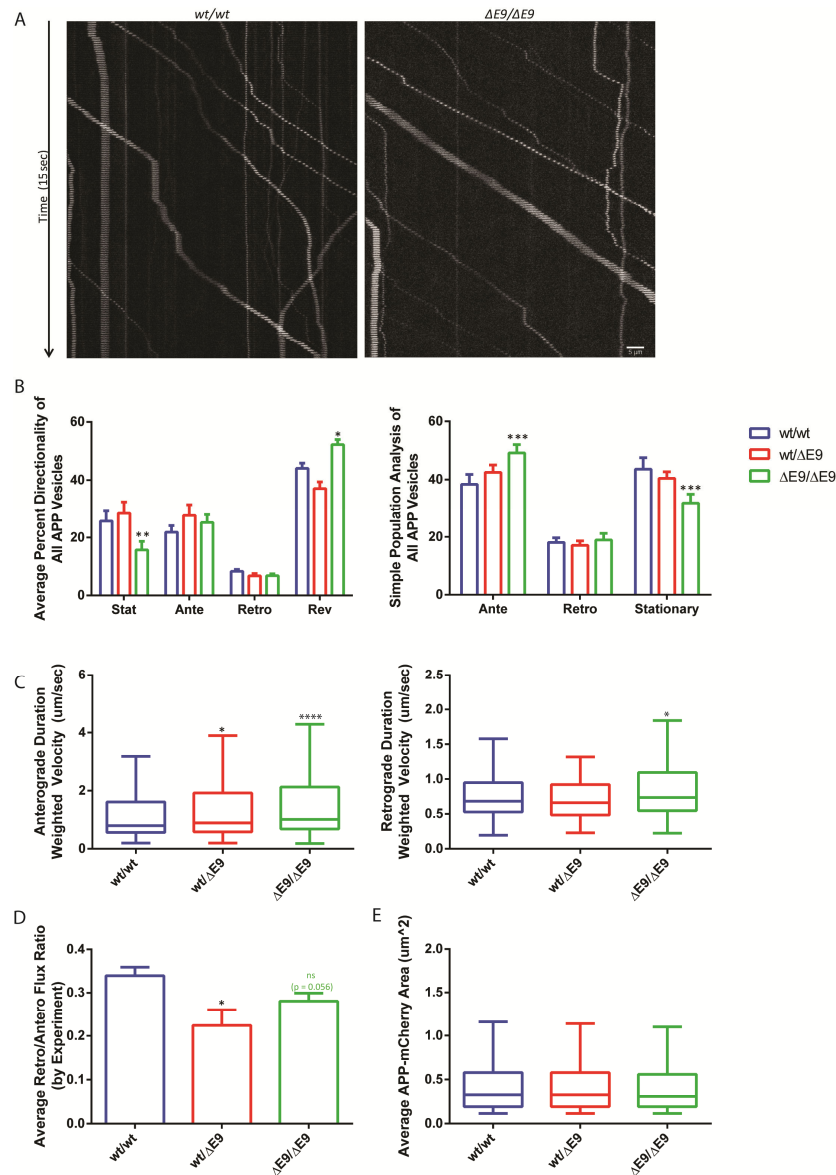 A
wt/wt
ΔE9/ΔE9
Time (15sec)
5 μm
B
Average Percent Directionality of
All APP Vesicles
60
40
20
0
**
*
Stat
Ante
Retro
Rev
Simple Population Analysis of
All APP Vesicles
60
40
20
0
***
***
Ante
Retro
Stationary
wt/wt
wt/ΔE9
ΔE9/ΔE9
C
Anterograde Duration
Weighted Velocity (um/sec)
6
4
2
0
*
****
wt/wt
wt/ΔE9
ΔE9/ΔE9
Retrograde Duration
Weighted Velocity (um/sec)
2.5
2.0
1.5
1.0
0.5
0.0
*
wt/wt
wt/ΔE9
ΔE9/ΔE9
D
Average Retro/Antero Flux Ratio
(by Experiment)
0.4
0.3
0.2
0.1
0.0
*
ns
(p = 0.056)
wt/wt
wt/ΔE9
ΔE9/ΔE9
E
Average APP-mCherry Area (um^2)
2.0
1.5
1.0
0.5
0.0
wt/wt
wt/ΔE9
ΔE9/ΔE9